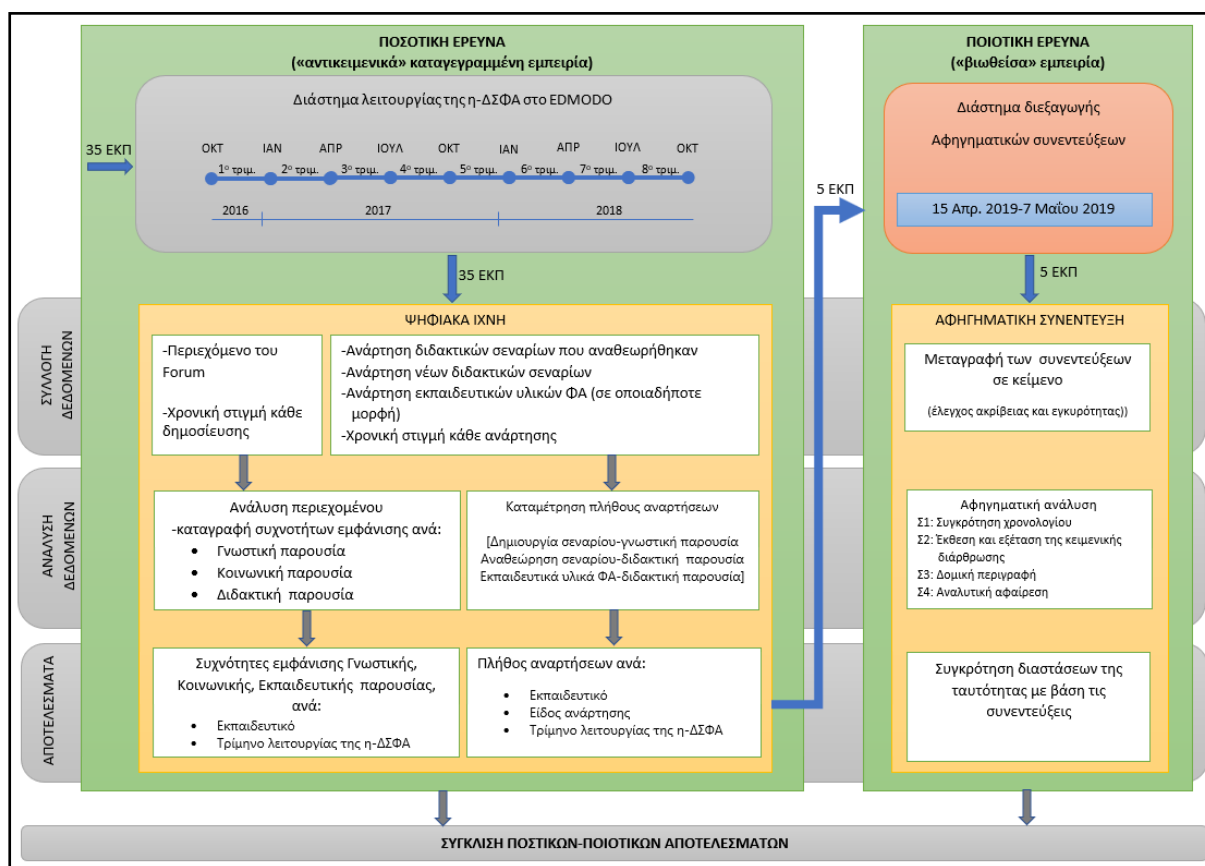 ΠΟΣΟΤΙΚΗ ΕΡΕΥΝΑ
(«αντικειμενικά» καταγεγραμμένη εμπειρία)
Διάστημα λειτουργίας της η-ΔΣΦΑ στο EDMODO
35 ΕΚΠ
ΟΚΤ ΙΑΝ ΑΠΡ ΙΟΥΛ ΟΚΤ ΙΑΝ ΑΠΡ ΙΟΥΛ ΟΚΤ
1ο τριμ. 2ο τριμ. 3ο τριμ. 4ο τριμ. 5ο τριμ. 6ο τριμ. 7ο τριμ. 8ο τριμ.
2016 2017 2018
35 ΕΚΠ
ΨΗΦΙΑΚΑ ΙΧΝΗ
ΣΥΛΛΟΓΗ
ΔΕΔΟΜΕΝΩΝ
-Περιεχόμενο του
Forum
-Χρονική στιγμή κάθε
δημοσίευσης
-Ανάρτηση διδακτικών σεναρίων που αναθεωρήθηκαν
-Ανάρτηση νέων διδακτικών σεναρίων
-Ανάρτηση εκπαιδευτικών υλικών ΦΑ (σε οποιαδήποτε
μορφή)
-Χρονική στιγμή κάθε ανάρτησης
ΑΝΑΛΥΣΗ
ΔΕΔΟΜΕΝΩΝ
Ανάλυση περιεχομένου
-καταγραφή συχνοτήτων εμφάνισης ανά:
• Γνωστική παρουσία
• Κοινωνική παρουσία
• Διδακτική παρουσία
Καταμέτρηση πλήθους αναρτήσεων
[Δημιουργία σεναρίου-γνωστική παρουσία
Αναθεώρηση σεναρίου-διδακτική παρουσία
Εκπαιδευτικά υλικά ΦΑ-διδακτική παρουσία]
ΑΠΟΤΕΛΕΣΜΑΤΑ
Συχνότητες εμφάνισης Γνωστικής,
Κοινωνικής, Εκπαιδευτικής παρουσίας,
ανά:
• Εκπαιδευτικό
• Τρίμηνο λειτουργίας της η-ΔΣΦΑ
Πλήθος αναρτήσεων ανά:
• Εκπαιδευτικό
• Είδος ανάρτησης
• Τρίμηνο λειτουργίας της η-ΔΣΦΑ
5 ΕΚΠ
ΠΟΙΟΤΙΚΗ ΕΡΕΥΝΑ
(«βιωθείσα» εμπειρία)
Διάστημα διεξαγωγής
Αφηγηματικών συνεντεύξεων
15 Απρ. 2019-7 Μαΐου 2019
5 ΕΚΠ
ΑΦΗΓΗΜΑΤΙΚΗ ΣΥΝΕΝΤΕΥΞΗ
Μεταγραφή των συνεντεύξεων
σε κείμενο
(έλεγχος ακρίβειας και εγκυρότητας))
Αφηγηματική ανάλυση
Σ1: Συγκρότηση χρονολογίου
Σ2: Έκθεση και εξέταση της κειμενικής
διάρθρωσης
Σ3: Δομική περιγραφή
Σ4: Αναλυτική αφαίρεση
Συγκρότηση διαστάσεων της
ταυτότητας με βάση τις
συνεντεύξεις
ΣΥΓΚΛΙΣΗ ΠΟΣΤΙΚΩΝ-ΠΟΙΟΤΙΚΩΝ ΑΠΟΤΕΛΕΣΜΑΤΩΝ